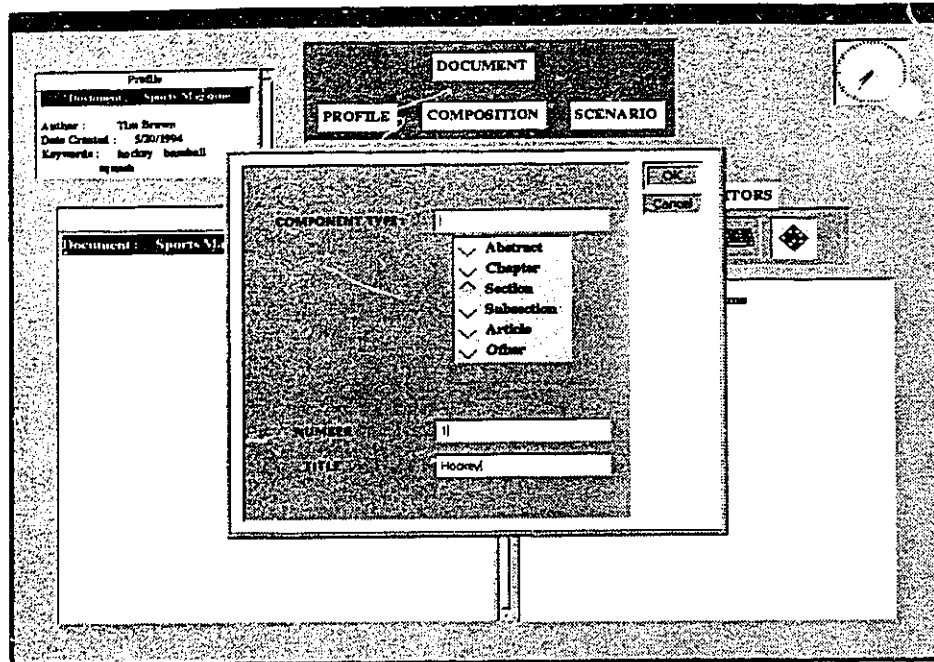 DOCUMENT
PROFILE COMPOSITION SCENARIO
Profile
Document : Sports Magazine
Author : Tim Brown
Date Created : 5/20/1994
Keywords : hockey baseball
squash
Document : Sports Ma
TORS
OK
Cancel
COMPONENT TYPE :
Abstract
Chapter
Section
Subsection
Article
Other
NUMBER
1
TITLE
Hockey